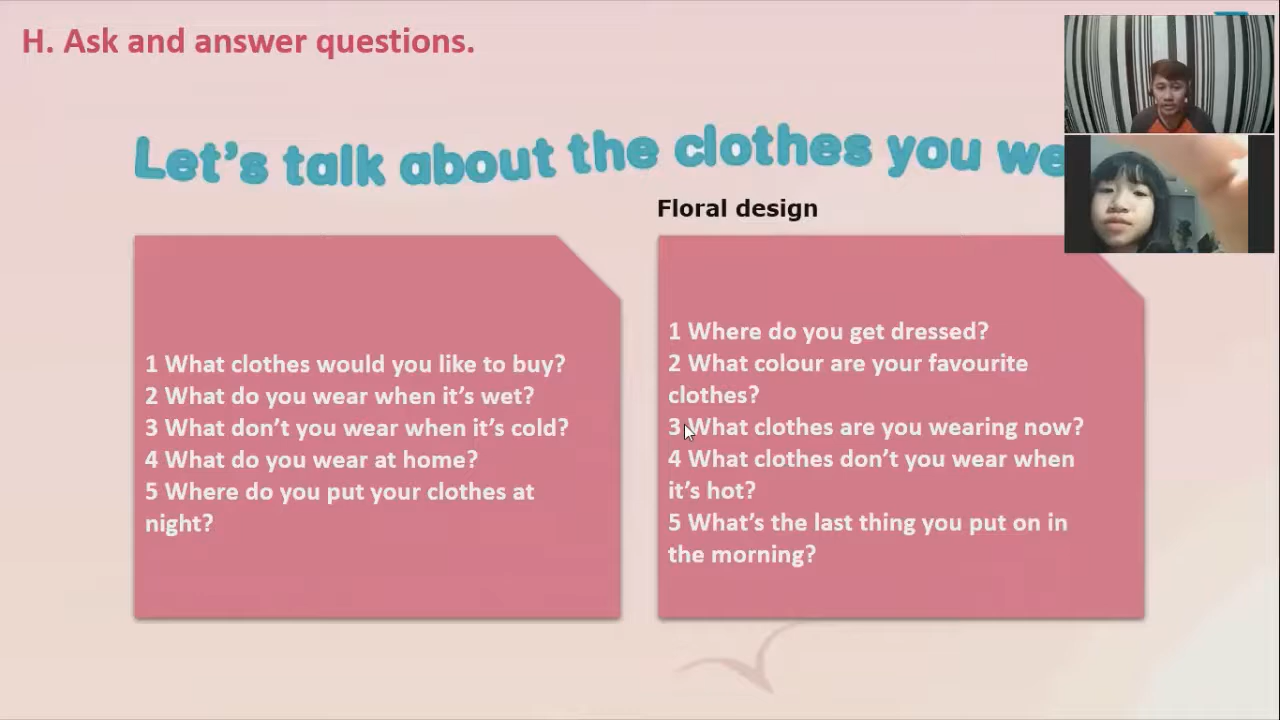 H. Ask and answer questions.
Let's talk about the clothes you we
Floral design
1 What clothes would you like to buy?
2 What do you wear when it's wet?
3 What don't you wear when it's cold?
4 What do you wear at home?
5 Where do you put your clothes at
night?
1 Where do you get dressed?
2 What colour are your favourite
clothes?
3 What clothes are you wearing now?
4 What clothes don't you wear when
it's hot?
5 What's the last thing you put on in
the morning?